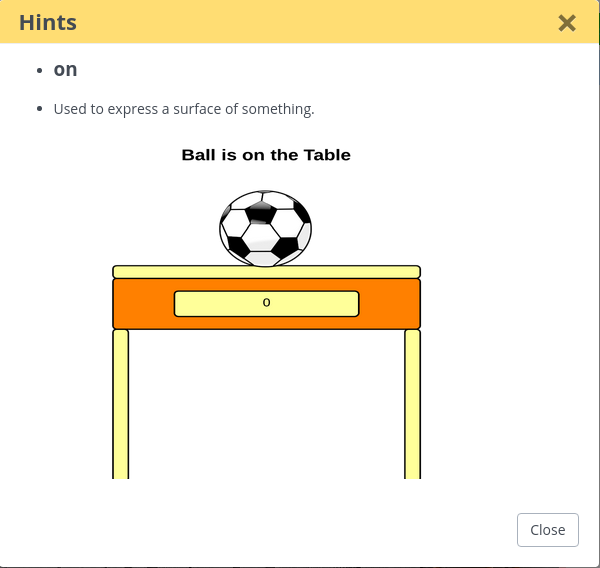 Hints
on
Used to express a surface of something.
Ball is on the Table
o
Close